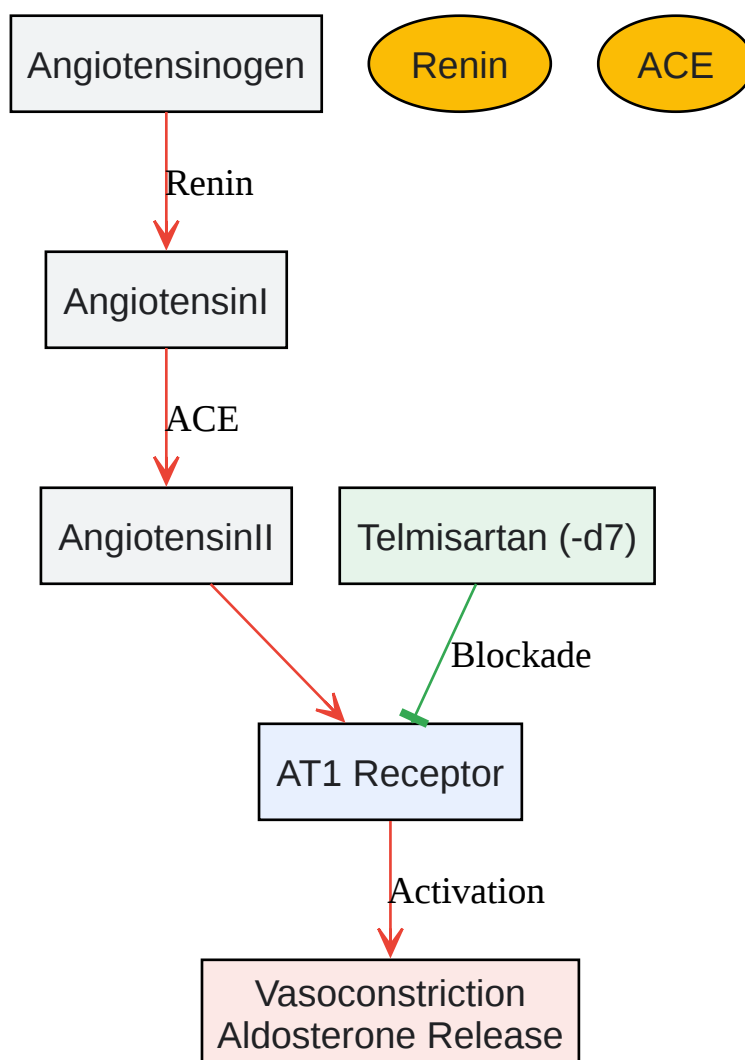 Angiotensinogen
Renin
ACE
Renin
AngiotensinI
ACE
AngiotensinII
Telmisartan (-d7)
Blockade
AT1 Receptor
Activation
Vasoconstriction
Aldosterone Release